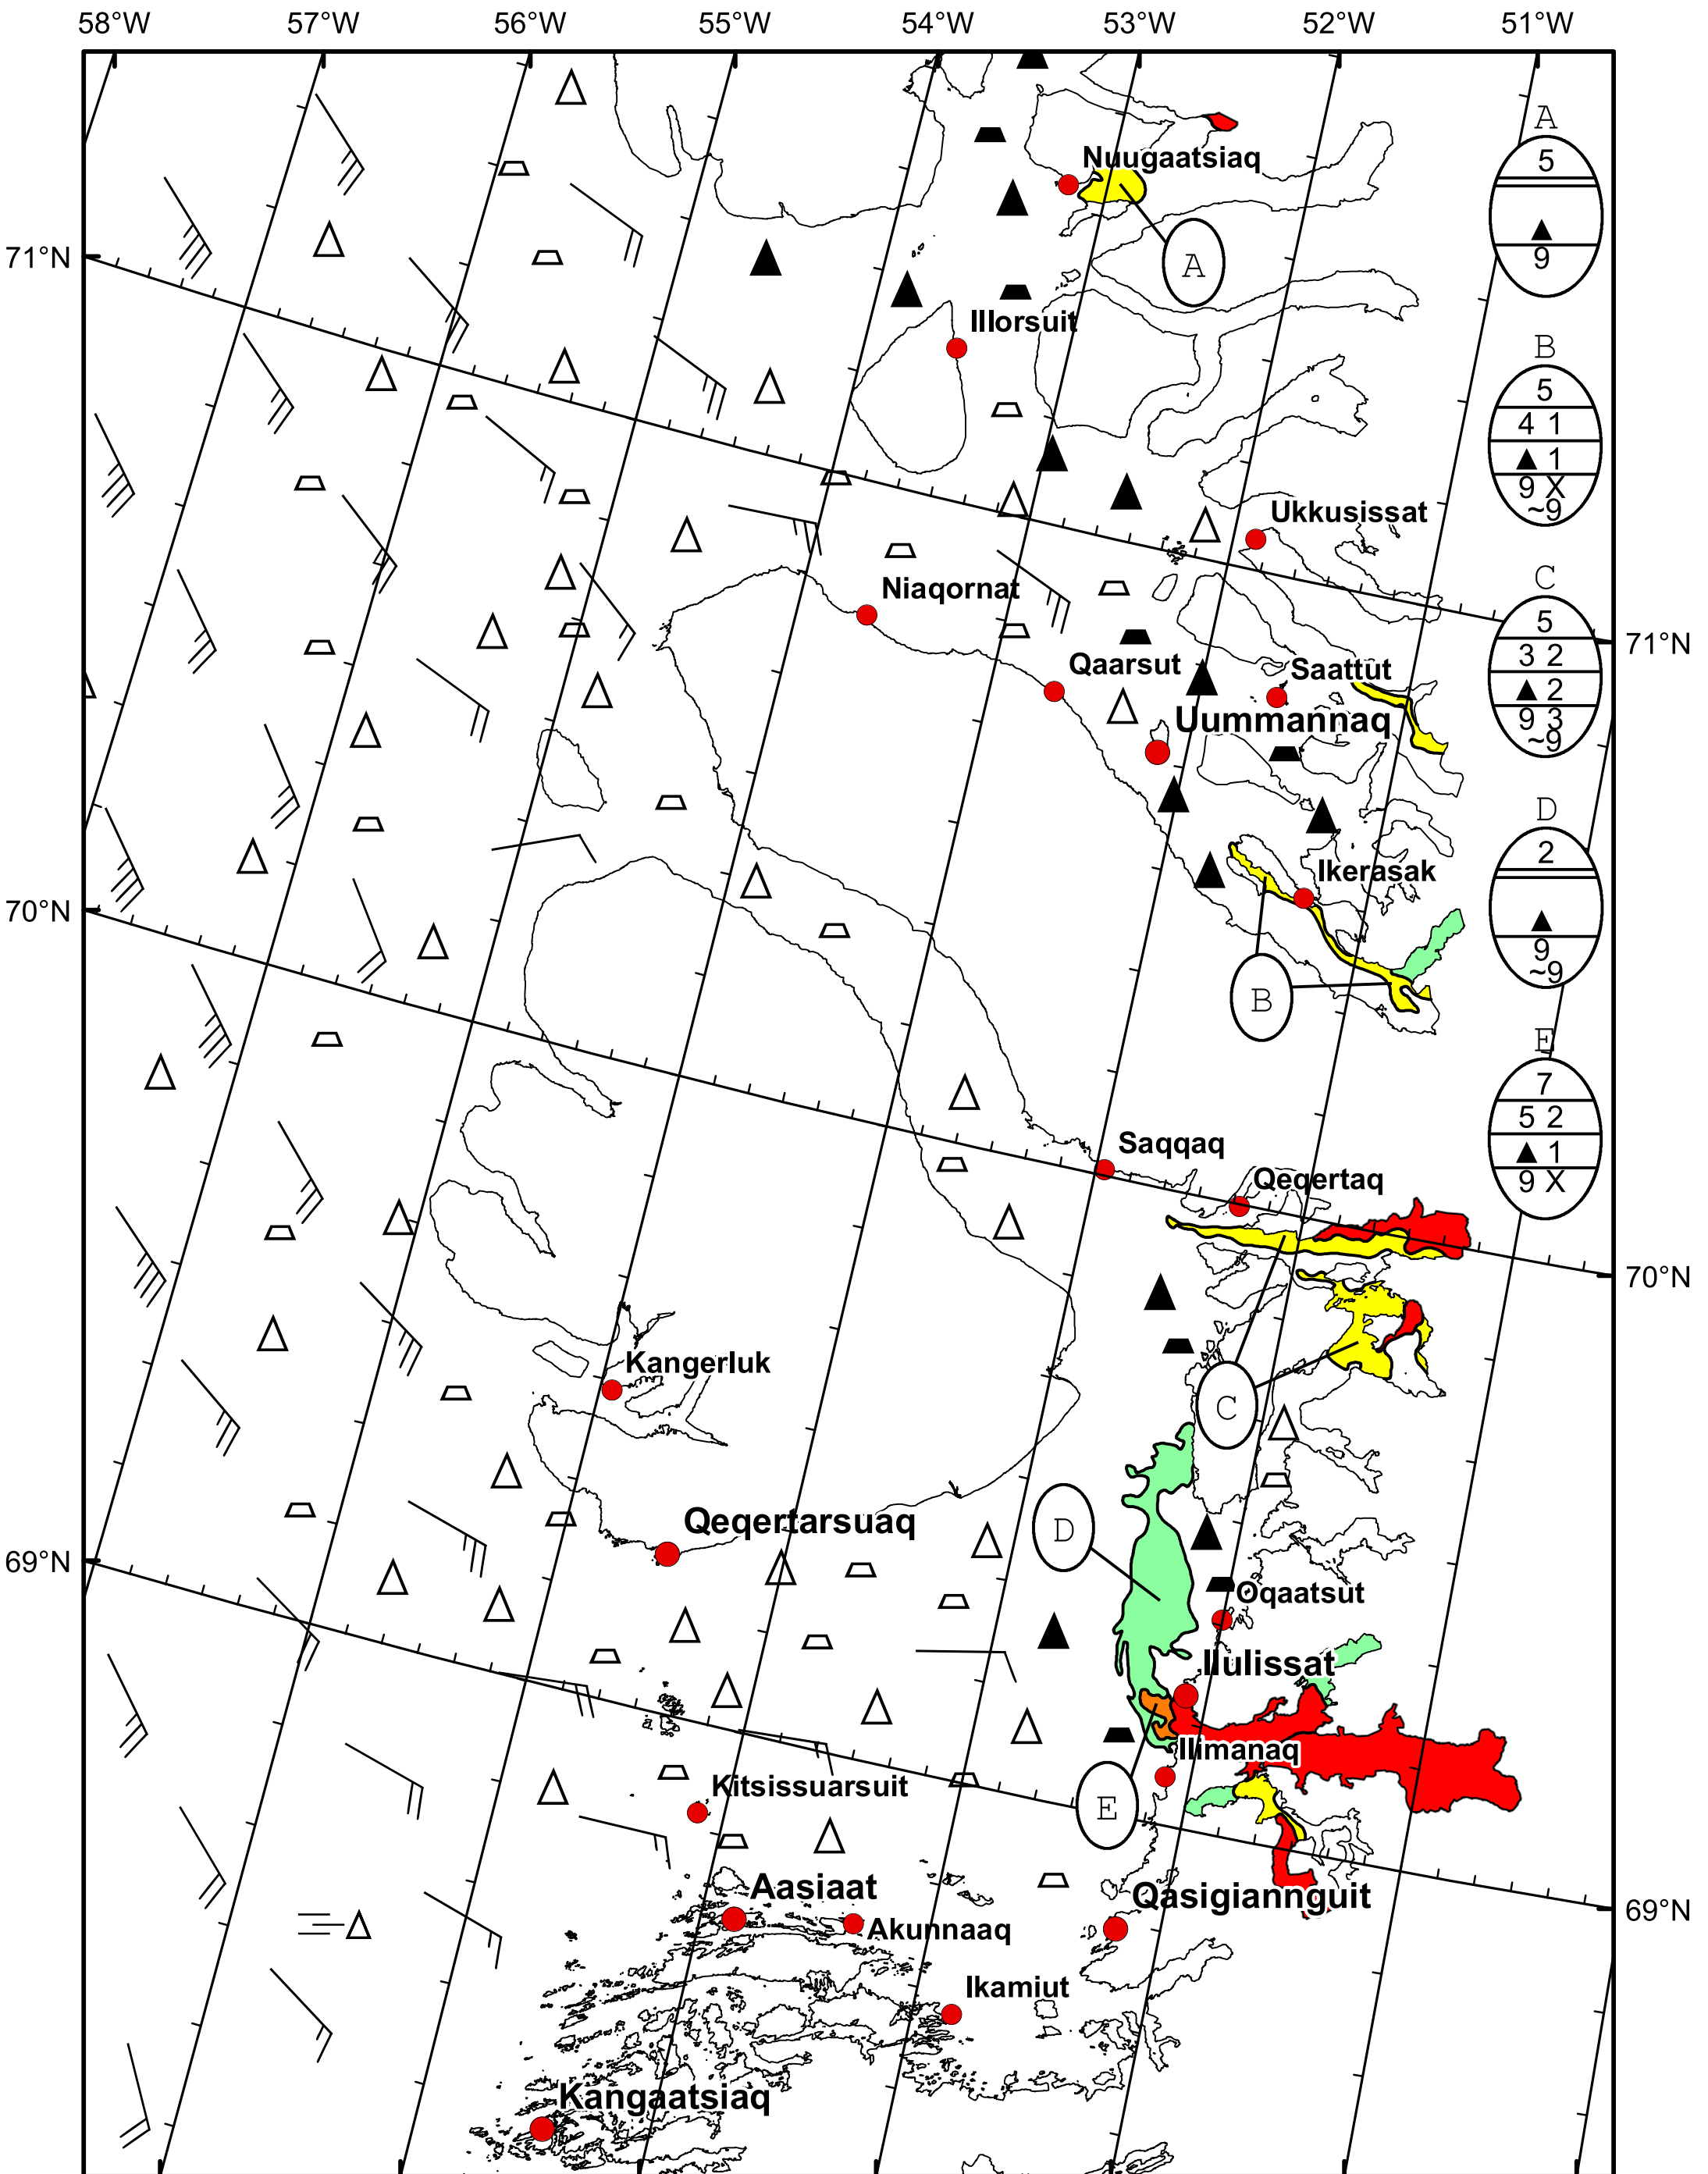 58°W 57°W 56°W 55°W 54°W 53°W 52°W 51°W
A
5
9
Nuugaatsiaq
A
71°N
Illorsuit
B
5
4 1
1
9 X
~9
Ukkusissat
Niaqornat
C
5
3 2
2
9 3
~9
71°N
Qaarsut
Saattut
Uummannaq
D
2
9
~9
Ikerasak
70°N
B
E
7
5 2
1
9 X
Saqqaq
Qeqertaq
70°N
Kangerluk
C
Qeqertarsuaq
D
69°N
Oqaatsut
Ilulissat
Ilimanaq
Kitsissuarsuit
E
Aasiaat
Qasigiannguit
Akunnaaq
69°N
Ikamiut
Kangaatsiaq